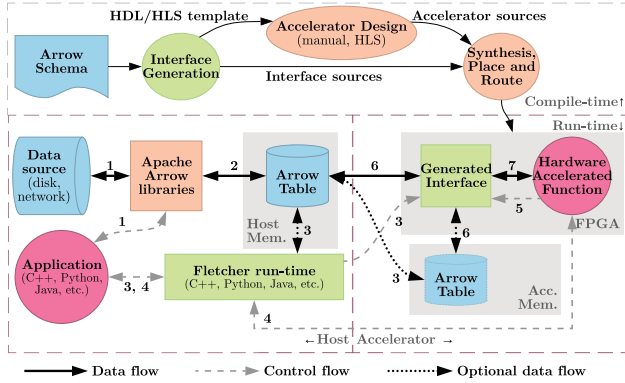 HDL/HLS template
Accelerator Design
(manual, HLS)
Accelerator sources
Arrow
Schema
Interface
Generation
Interface sources
Synthesis,
Place and
Route
Compile-time↑
Run-time↓
Data
source
(disk,
network)
1
Apache
Arrow
libraries
2
Arrow
Table
3
Host
Mem.
6
Generated
Interface
7
Hardware
Accelerated
Function
5
FPGA
1
3
6
Application
(C++, Python,
Java, etc.)
3, 4
Fletcher run-time
(C++, Python, Java, etc.)
3
Arrow
Table
Acc.
Mem.
4
←Host
Accelerator →
Data flow
Control flow
Optional data flow